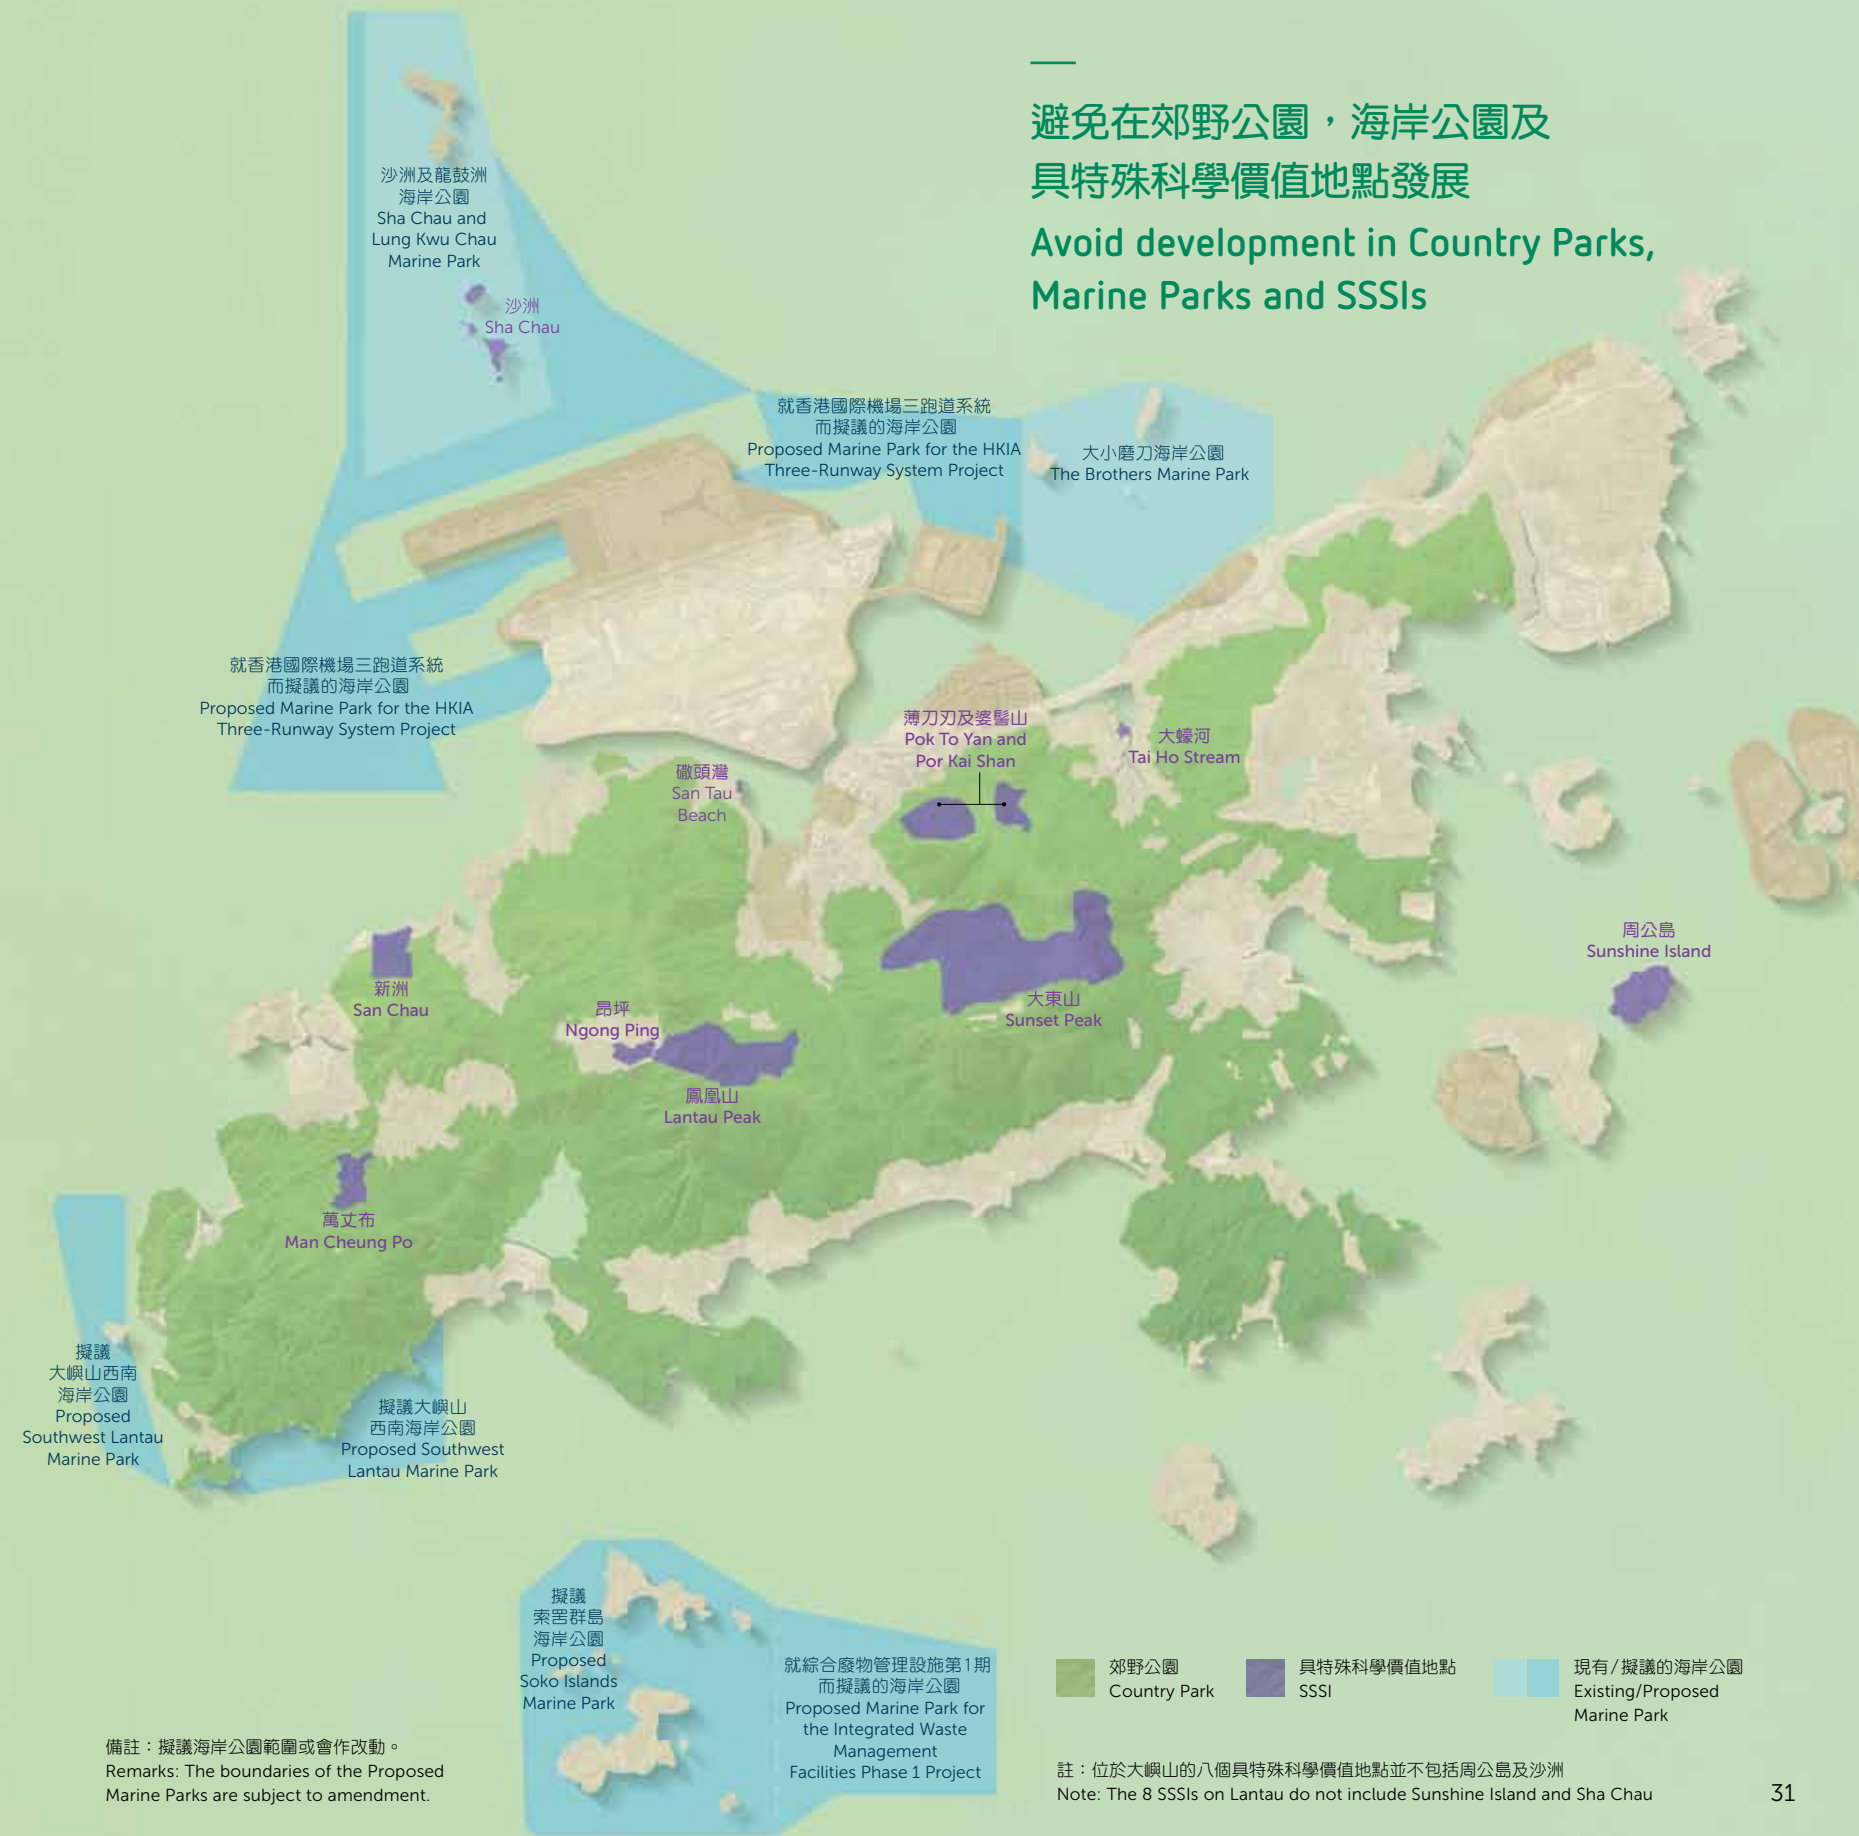 避免在郊野公園，海岸公園及
具特殊科學價值地點發展
Avoid development in Country Parks,
Marine Parks and SSSIs
沙洲及龍鼓洲
海岸公園
Sha Chau and
Lung Kwu Chau
Marine Park
沙洲
Sha Chau
就香港國際機場三跑道系統
而擬議的海岸公園
Proposed Marine Park for the HKIA
Three-Runway System Project
大小磨刀海岸公園
The Brothers Marine Park
就香港國際機場三跑道系統
而擬議的海岸公園
Proposed Marine Park for the HKIA
Three-Runway System Project
薄刀刃及婆髻山
Pok To Yan and
Por Kai Shan
大蠔河
Tai Ho Stream
䃟頭灣
San Tau
Beach
周公島
Sunshine Island
新洲
San Chau
昂坪
Ngong Ping
大東山
Sunset Peak
鳳凰山
Lantau Peak
萬丈布
Man Cheung Po
擬議
大嶼山西南
海岸公園
Proposed
Southwest Lantau
Marine Park
擬議大嶼山
西南海岸公園
Proposed Southwest
Lantau Marine Park
擬議
索罟群島
海岸公園
Proposed
Soko Islands
Marine Park
就綜合廢物管理設施第1期
而擬議的海岸公園
Proposed Marine Park for
the Integrated Waste
Management
Facilities Phase 1 Project
郊野公園
Country Park
具特殊科學價值地點
SSSI
現有/擬議的海岸公園
Existing/Proposed
Marine Park
備註：擬議海岸公園範圍或會作改動。
Remarks: The boundaries of the Proposed
Marine Parks are subject to amendment.
註：位於大嶼山的八個具特殊科學價值地點並不包括周公島及沙洲
Note: The 8 SSSIs on Lantau do not include Sunshine Island and Sha Chau
31